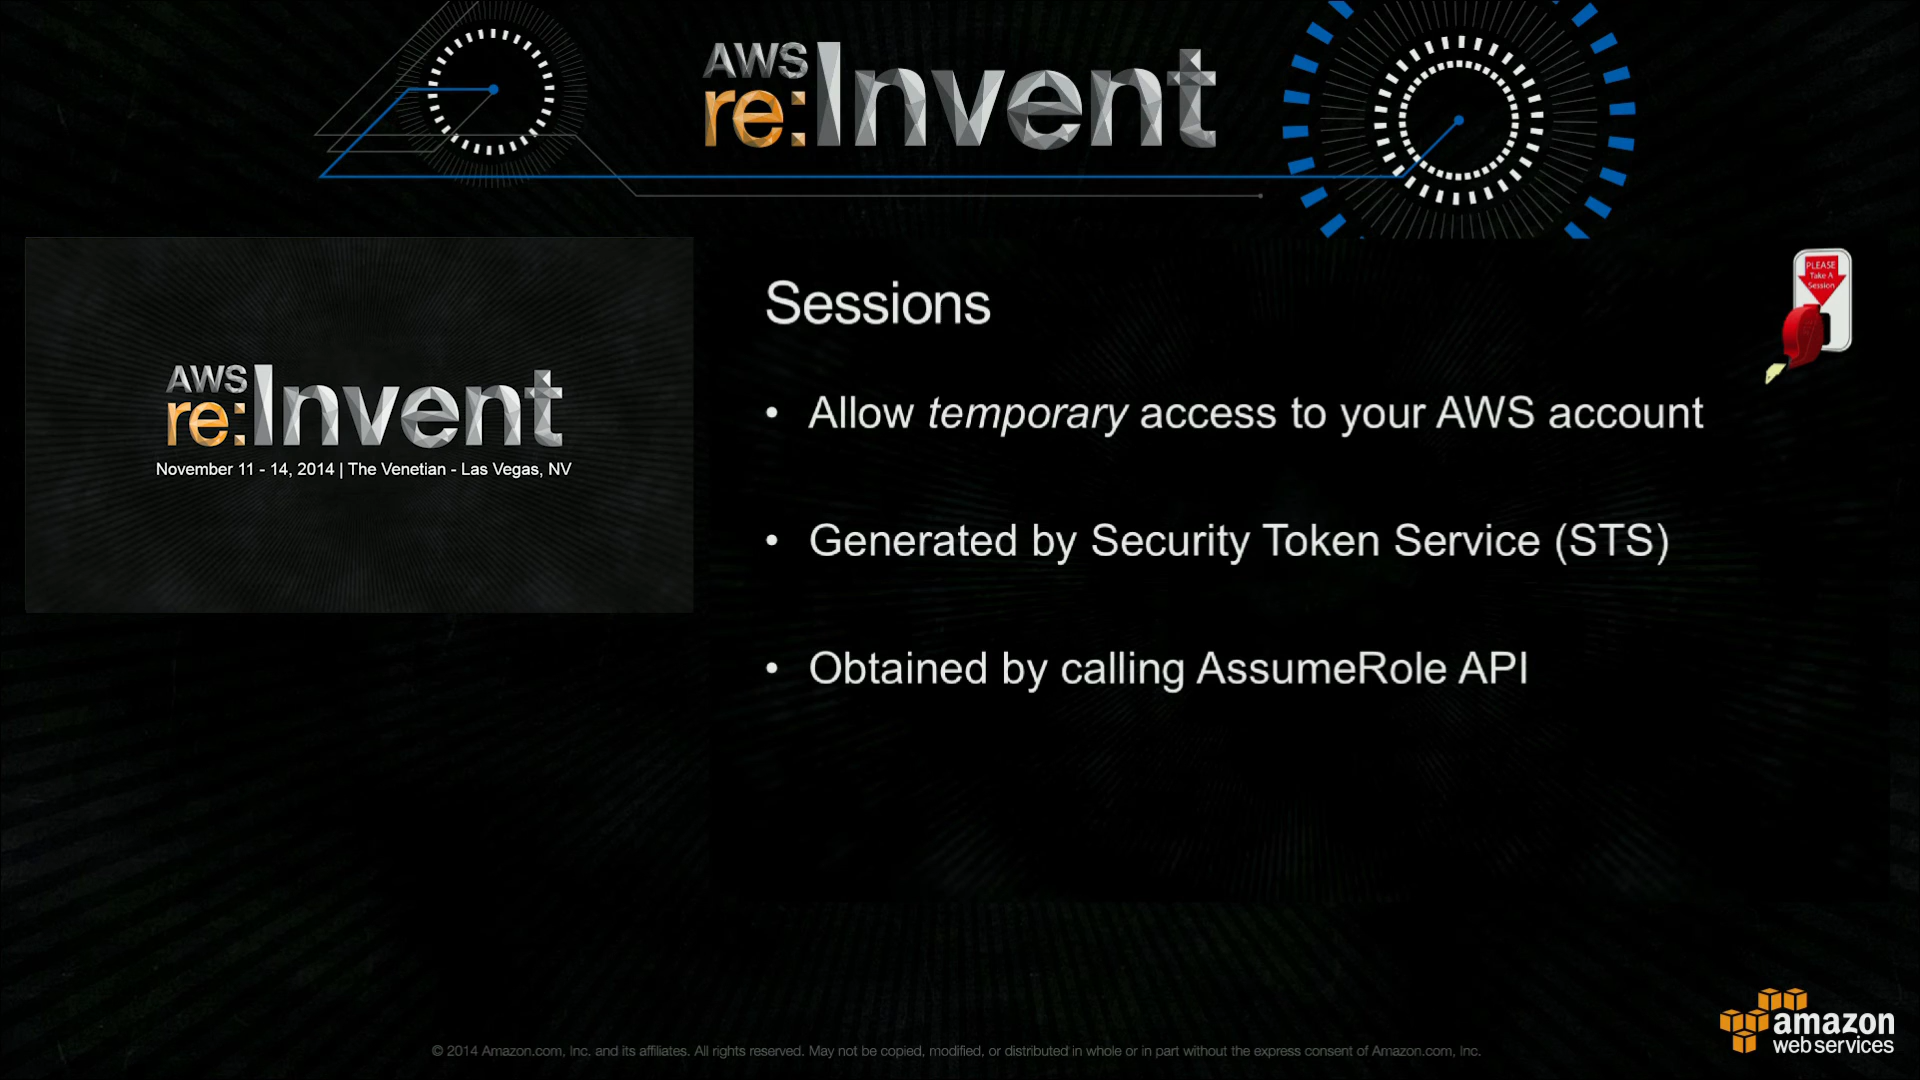 AWS
re:Invent
AWS
re:Invent
November 11 - 14, 2014 | The Venetian - Las Vegas, NV
Sessions
PLEASE
Take A
Session
• Allow temporary access to your AWS account
• Generated by Security Token Service (STS)
• Obtained by calling AssumeRole API
© 2014 Amazon.com, Inc. and its affiliates. All rights reserved. May not be copied, modified, or distributed in whole or in part without the express consent of Amazon.com, Inc.
amazon
web services